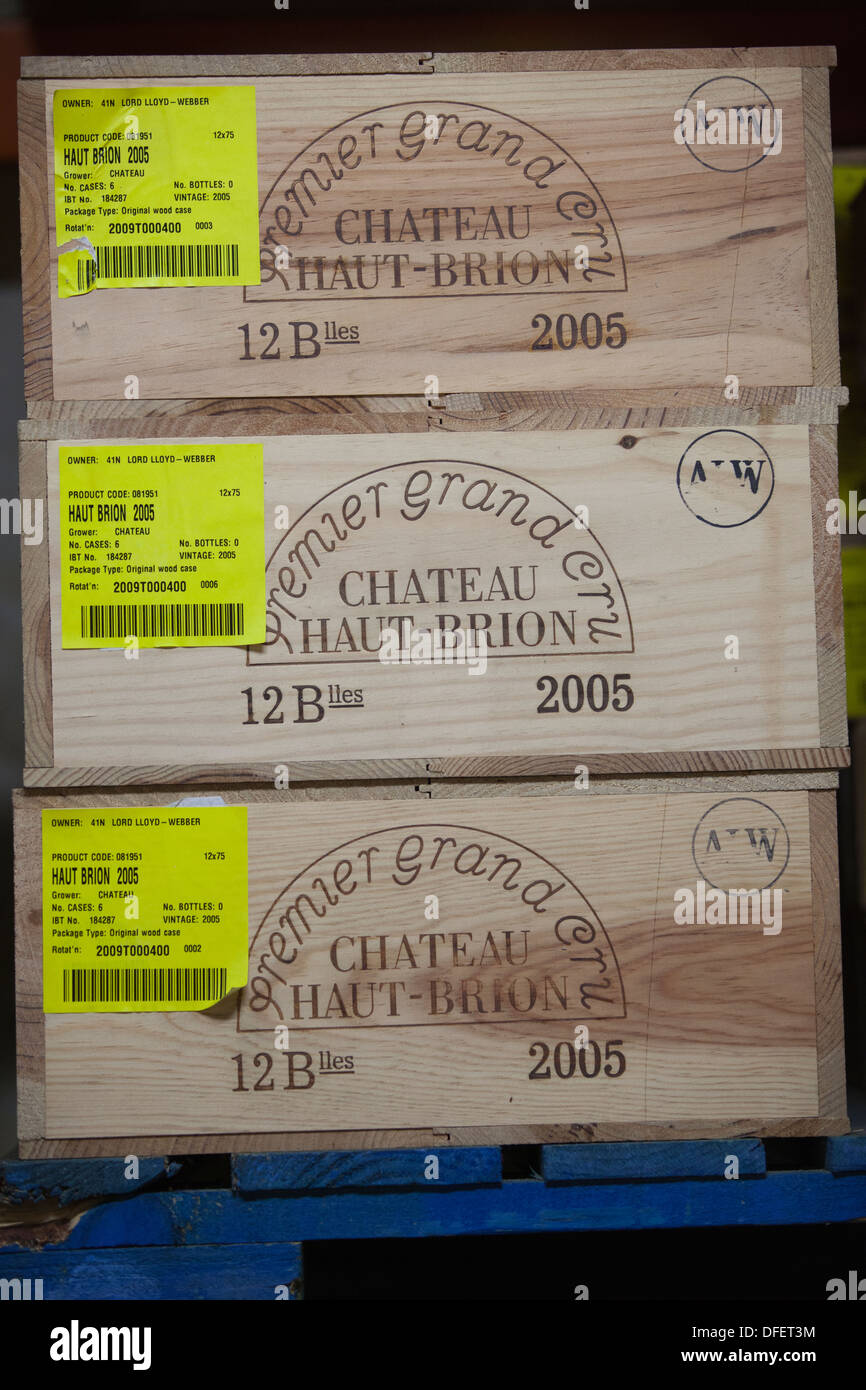 OWNER: 41N LORD LLOYD-WEBBER
PRODUCT CODE: 081951 12x75
HAUT BRION 2005
Grower: CHATEAU
No. CASES: 6 No. BOTTLES: 0
IBT No. 184287 VINTAGE: 2005
Package Type: Original wood case
Rotat'n: 2009T000400 0003
Premier Grand Cru
CHATEAU
HAUT-BRION
12 Blles 2005
OWNER: 41N LORD LLOYD-WEBBER
PRODUCT CODE: 081951 12x75
HAUT BRION 2005
Grower: CHATEAU
No. CASES: 6 No. BOTTLES: 0
IBT No. 184287 VINTAGE: 2005
Package Type: Original wood case
Rotat'n: 2009T000400 0006
Premier Grand Cru
CHATEAU
HAUT-BRION
12 Blles 2005
OWNER: 41N LORD LLOYD-WEBBER
PRODUCT CODE: 081951 12x75
HAUT BRION 2005
Grower: CHATEAU
No. CASES: 6 No. BOTTLES: 0
IBT No. 184287 VINTAGE: 2005
Package Type: Original wood case
Rotat'n: 2009T000400 0002
Premier Grand Cru
CHATEAU
HAUT-BRION
12 Blles 2005
a alamy stock photo
DFET3M
www.alamy.com